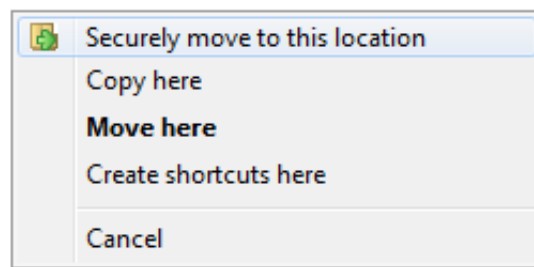 Securely move to this location
Copy here
Move here
Create shortcuts here
Cancel